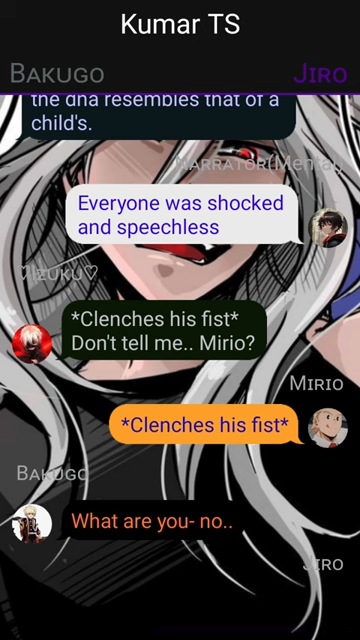 Kumar TS
BAKUGO
JIRO
the dna resembles that of a
child's.
NARRATOR(Mental)
Everyone was shocked
and speechless
♡IZUKU♡
*Clenches his fist*
Don't tell me.. Mirio?
MIRIO
*Clenches his fist*
BAKUGO
What are you- no..
JIRO